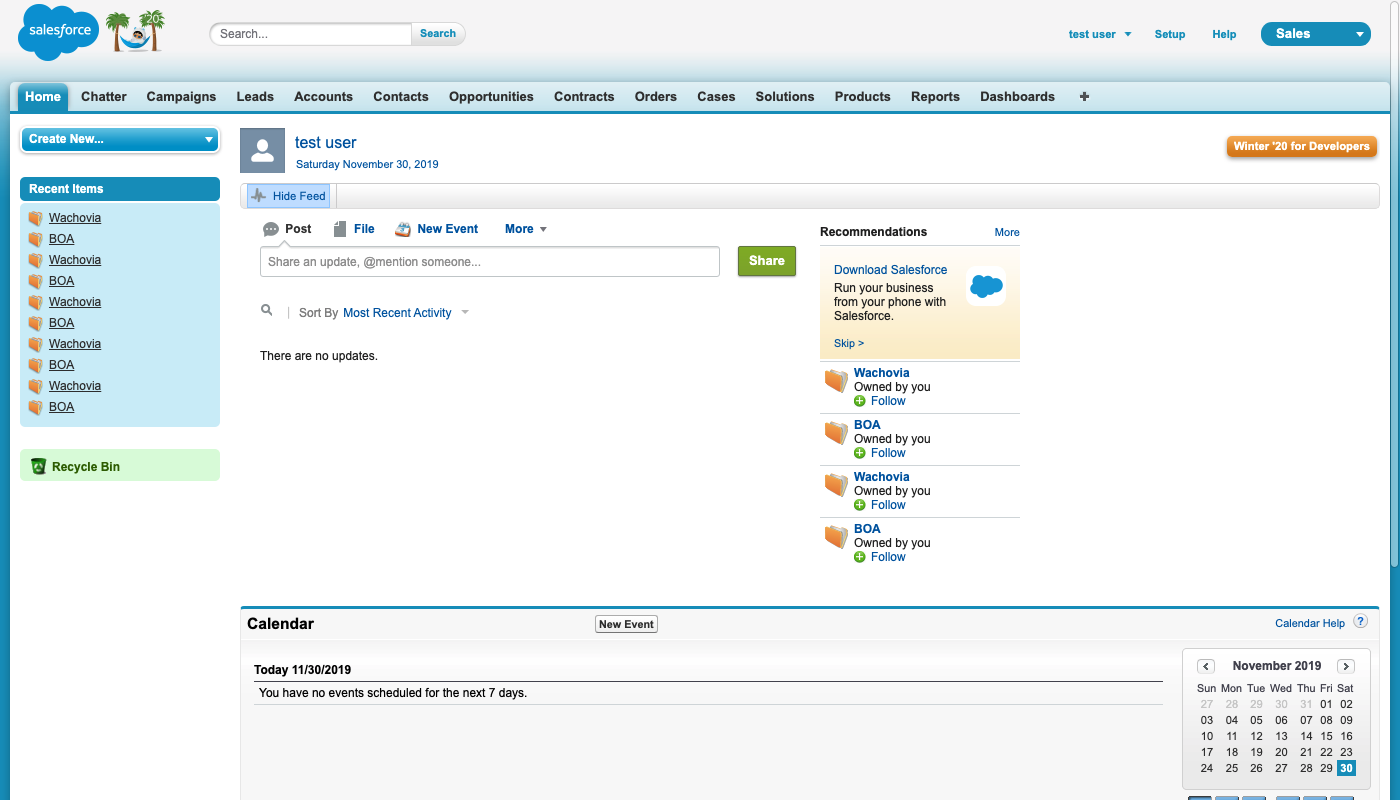 salesforce
20
Search...
Search
test user
Setup
Help
Sales
Home Chatter Campaigns Leads Accounts Contacts Opportunities Contracts Orders Cases Solutions Products Reports Dashboards +
Create New...
Recent Items
Wachovia
BOA
Wachovia
BOA
Wachovia
BOA
Wachovia
BOA
Wachovia
BOA
Recycle Bin
test user
Saturday November 30, 2019
Winter '20 for Developers
Hide Feed
Post File New Event More
Share an update, @mention someone...
Share
Sort By Most Recent Activity
There are no updates.
Recommendations More
Download Salesforce
Run your business
from your phone with
Salesforce.
Skip >
Wachovia
Owned by you
Follow
BOA
Owned by you
Follow
Wachovia
Owned by you
Follow
BOA
Owned by you
Follow
Calendar
New Event
Calendar Help ?
Today 11/30/2019
You have no events scheduled for the next 7 days.
November 2019
Sun Mon Tue Wed Thu Fri Sat
27 28 29 30 31 01 02
03 04 05 06 07 08 09
10 11 12 13 14 15 16
17 18 19 20 21 22 23
24 25 26 27 28 29 30